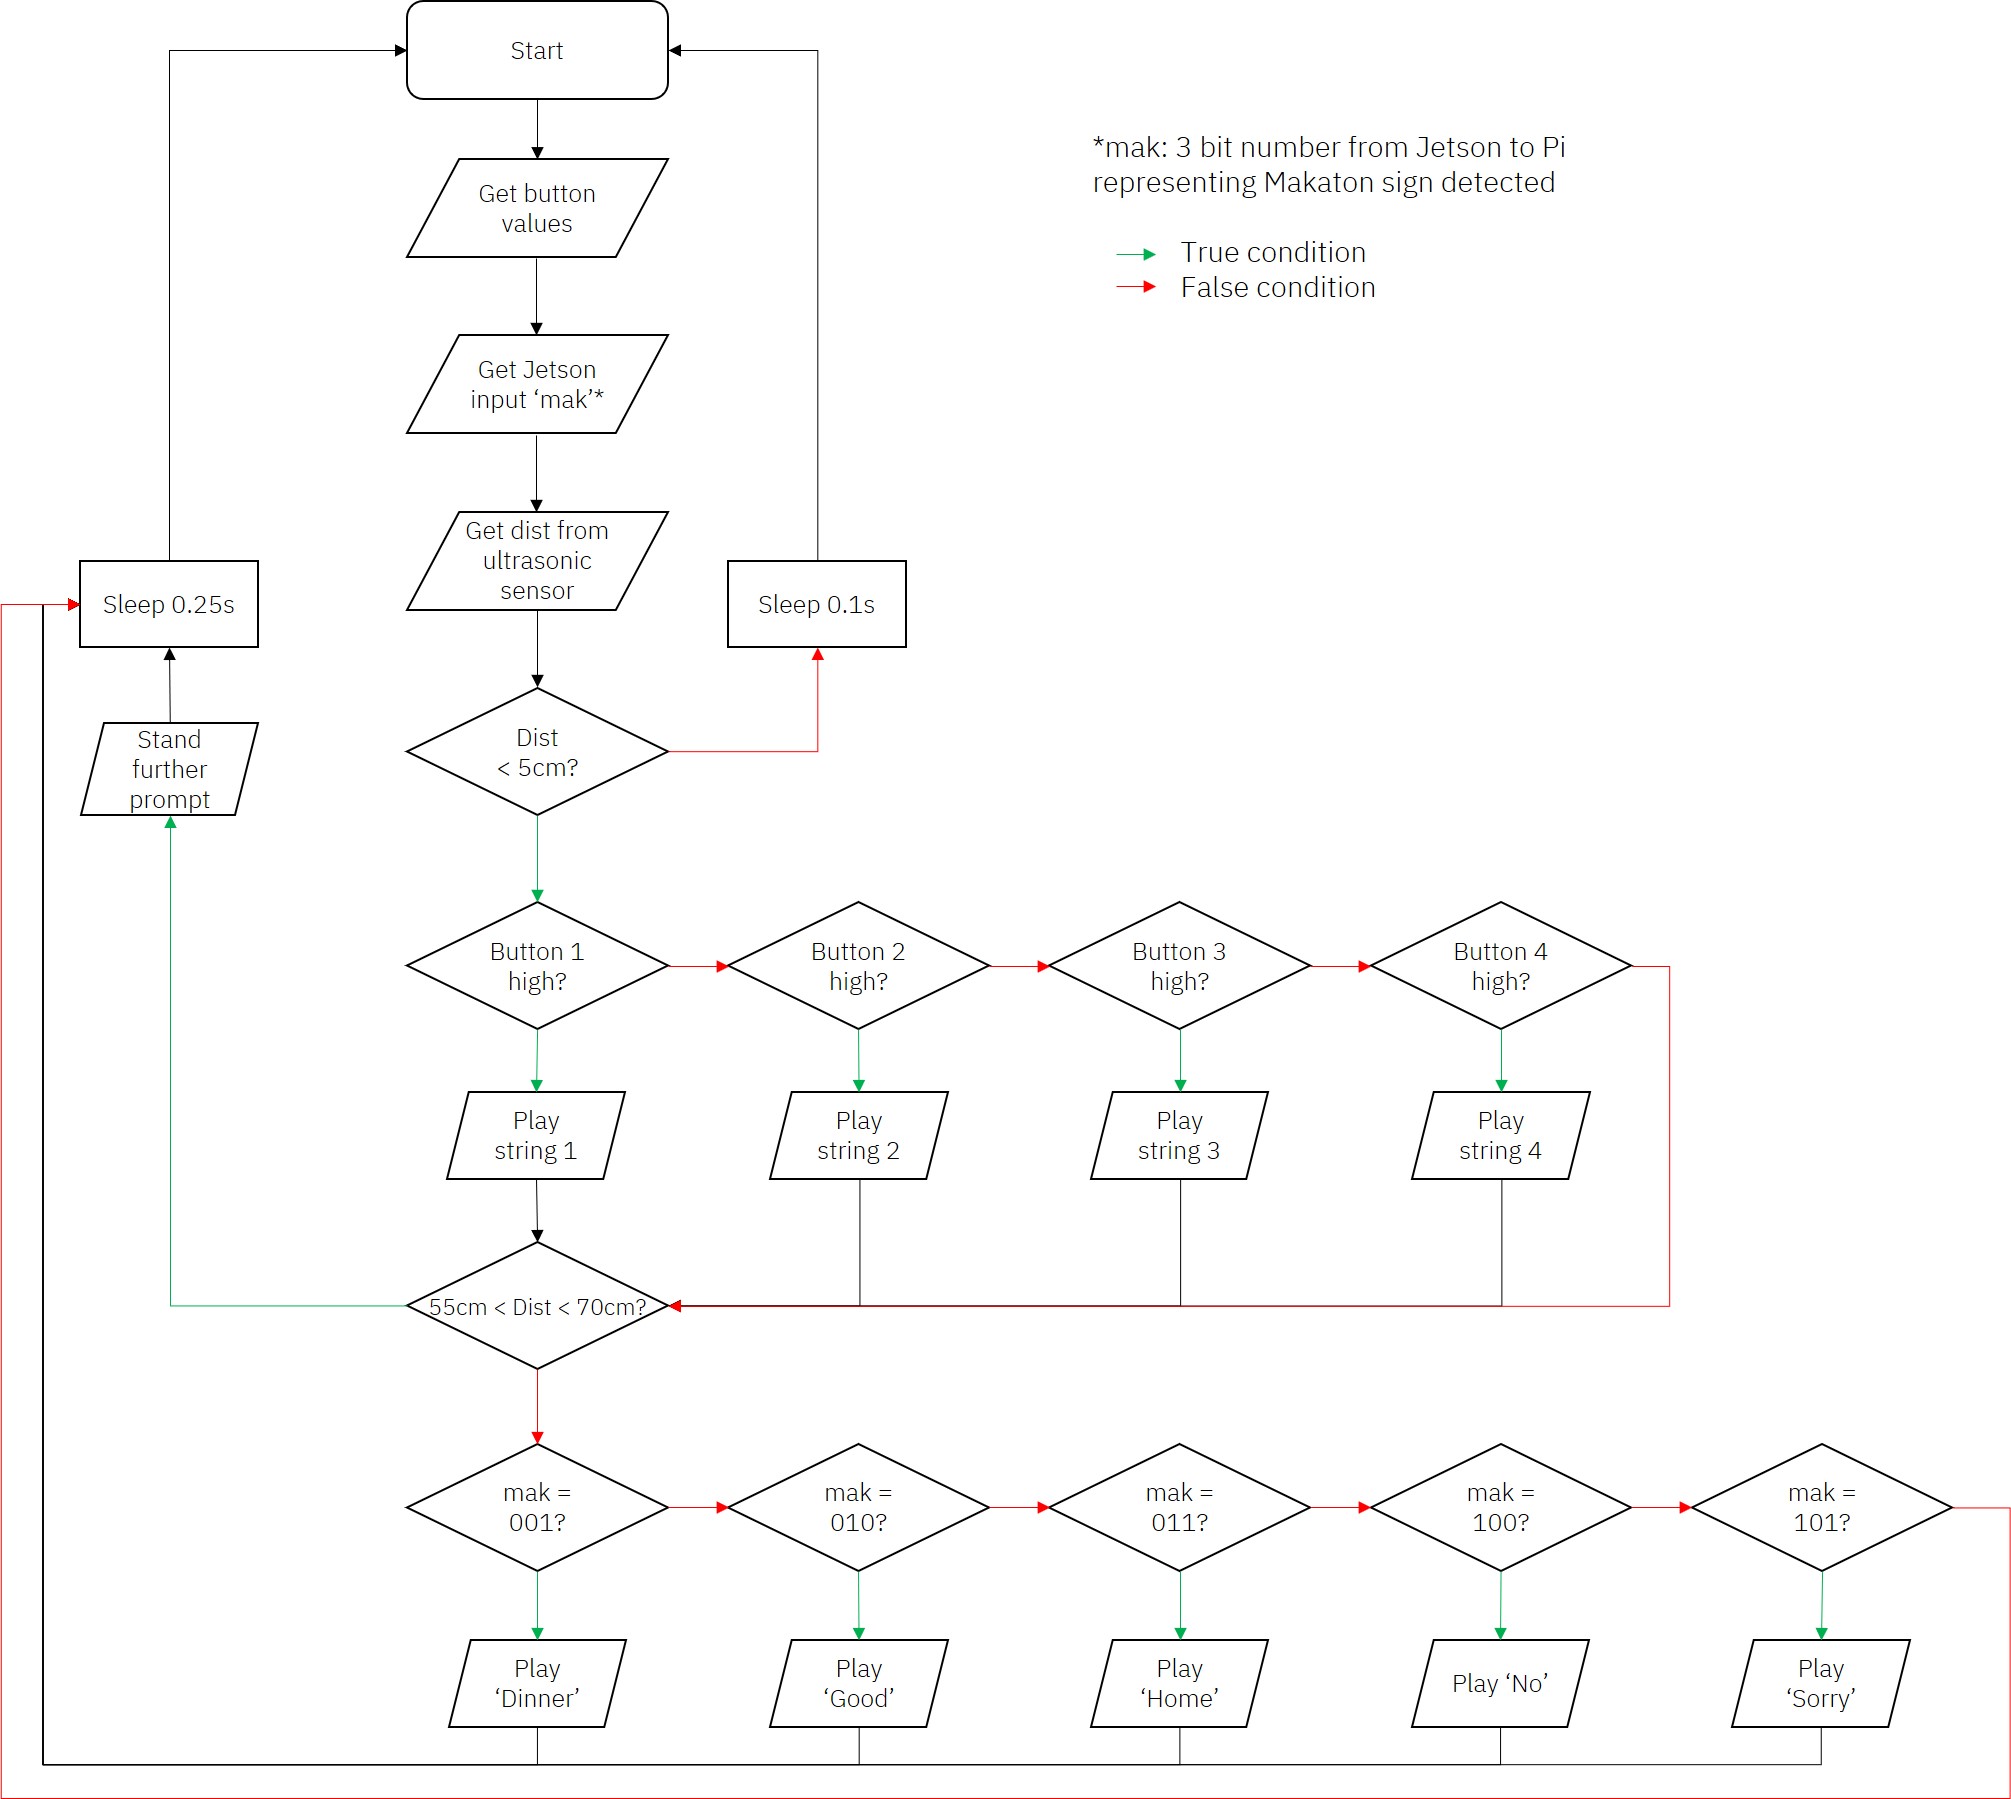 Start
*mak: 3 bit number from Jetson to Pi
representing Makaton sign detected
Get button
values
True condition
False condition
Get Jetson
input ‘mak’*
Get dist from
ultrasonic
sensor
Sleep 0.25s
Sleep 0.1s
Stand
further
prompt
Dist
< 5cm?
Button 1
high?
Button 2
high?
Button 3
high?
Button 4
high?
Play
string 1
Play
string 2
Play
string 3
Play
string 4
55cm < Dist < 70cm?
mak =
001?
mak =
010?
mak =
011?
mak =
100?
mak =
101?
Play
‘Dinner’
Play
‘Good’
Play
‘Home’
Play ‘No’
Play
‘Sorry’